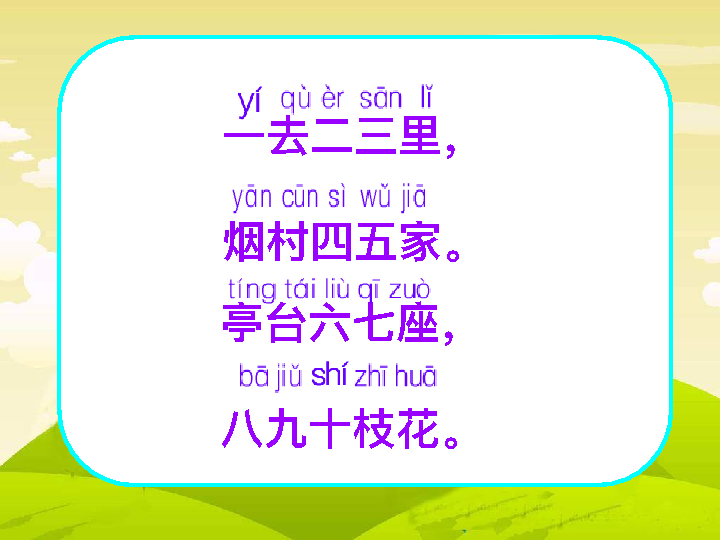 yí qù èr sān lǐ
一去二三里，
yān cūn sì wǔ jiā
烟村四五家。
tíng tái liù qī zuò
亭台六七座，
bā jiǔ shí zhī huā
八九十枝花。